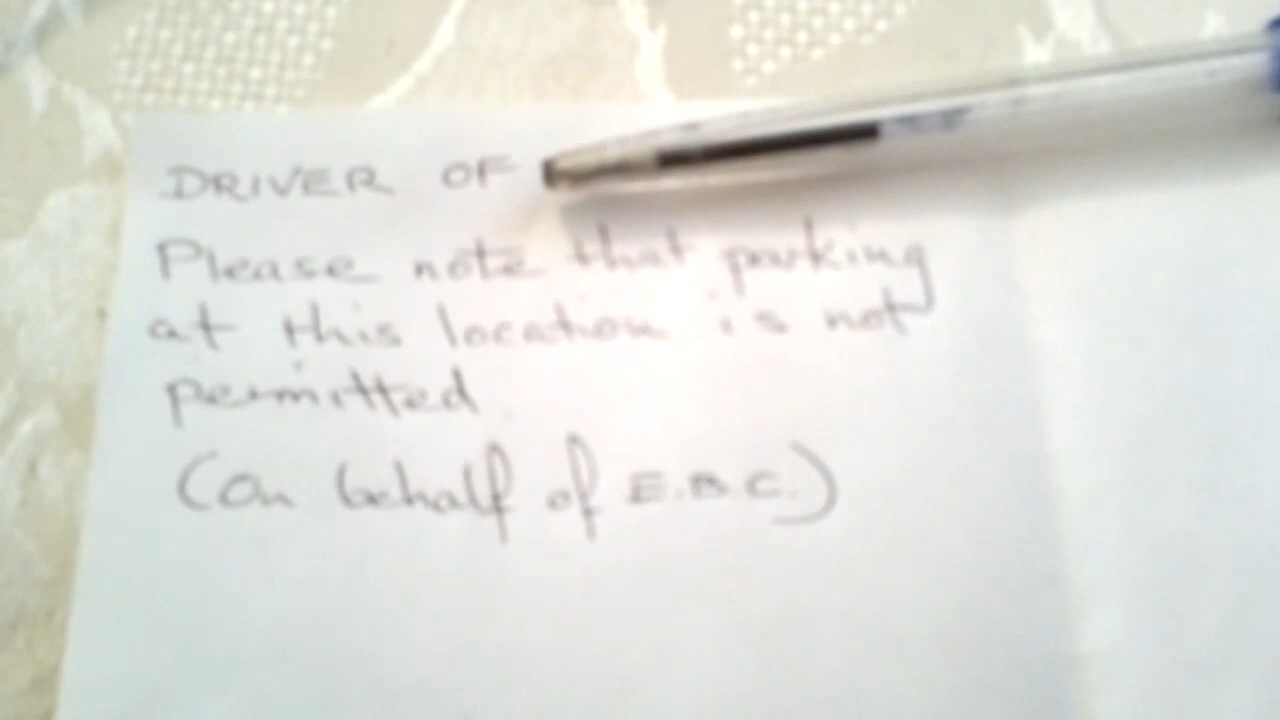 DRIVER OF
Please note that parking
at this location is not
permitted.
(On behalf of E.B.C.)